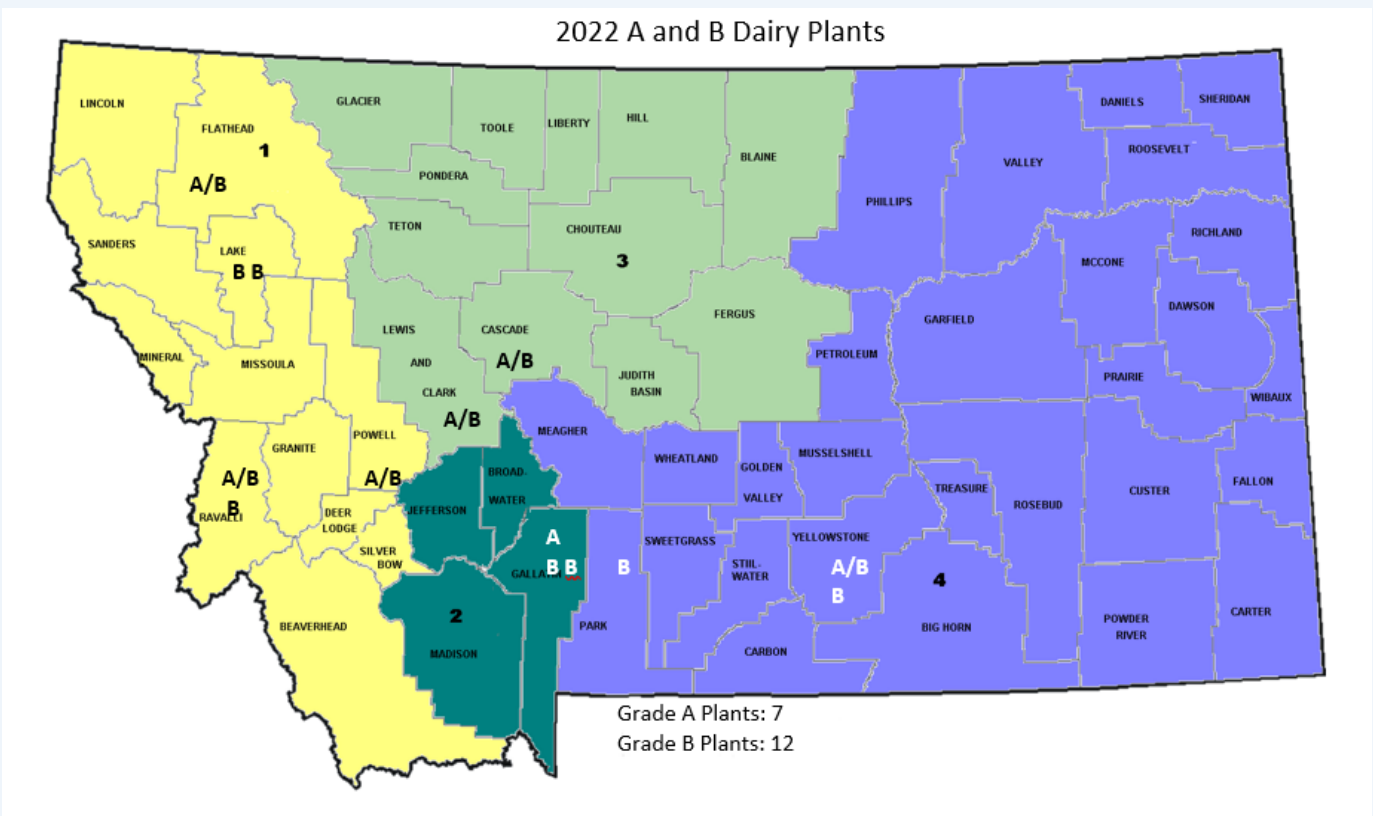 2022 A and B Dairy Plants
LINCOLN
FLATHEAD
1
A/B
SANDERS
LAKE
B B
MINERAL
MISSOULA
GRANITE
POWELL
A/B
A/B
B
RAVALLI
DEER
LODGE
SILVER
BOW
BEAVERHEAD
GLACIER
TOOLE
LIBERTY
HILL
BLAINE
PONDERA
TETON
CHOUTEAU
3
LEWIS
AND
CLARK
A/B
CASCADE
A/B
JUDITH
BASIN
FERGUS
JEFFERSON
BROAD-
WATER
2
MADISON
A
B B
GALLATIN
PHILLIPS
VALLEY
DANIELS
SHERIDAN
ROOSEVELT
RICHLAND
MCCONE
DAWSON
GARFIELD
PETROLEUM
PRAIRIE
WIBAUX
MEAGHER
WHEATLAND
GOLDEN
VALLEY
MUSSELSHELL
TREASURE
ROSEBUD
CUSTER
FALLON
B
PARK
SWEETGRASS
STIIL-
WATER
YELLOWSTONE
A/B
B
CARBON
4
BIG HORN
POWDER
RIVER
CARTER
Grade A Plants: 7
Grade B Plants: 12